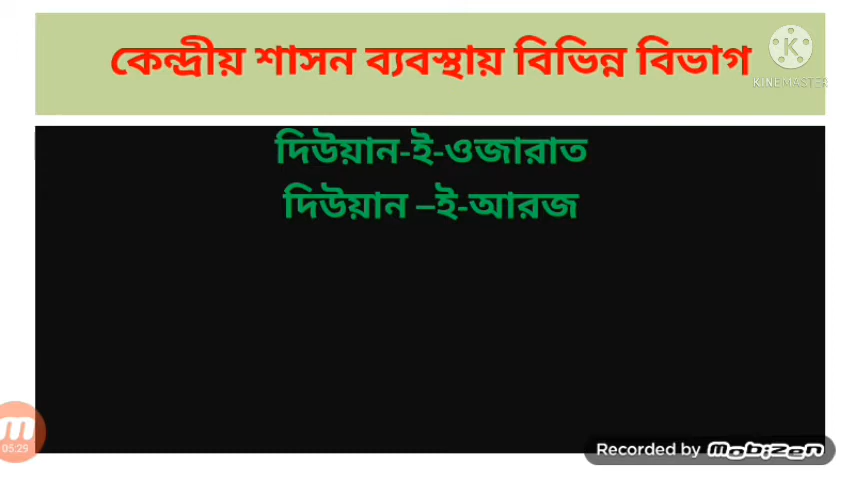 কেন্দ্রীয় শাসন ব্যবস্থায় বিভিন্ন বিভাগ
K
KINEMASTER
দিউয়ান-ই-ওজারাত
দিউয়ান –ই-আরজ
05:29
Recorded by Mobizen